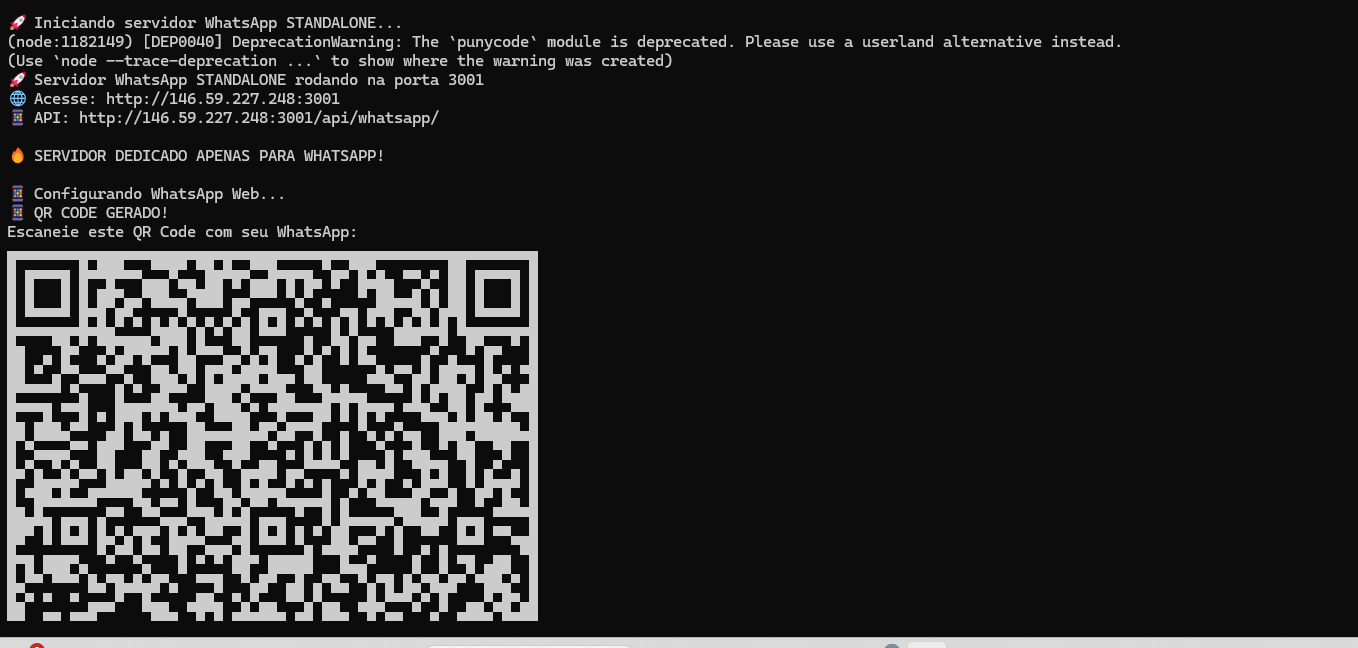 🚀 Iniciando servidor WhatsApp STANDALONE...
(node:1182149) [DEP0040] DeprecationWarning: The `punycode` module is deprecated. Please use a userland alternative instead.
(Use `node --trace-deprecation ...` to show where the warning was created)
🚀 Servidor WhatsApp STANDALONE rodando na porta 3001
🌐 Acesse: http://146.59.227.248:3001
📱 API: http://146.59.227.248:3001/api/whatsapp/
🔥 SERVIDOR DEDICADO APENAS PARA WHATSAPP!
📱 Configurando WhatsApp Web...
📱 QR CODE GERADO!
Escaneie este QR Code com seu WhatsApp: